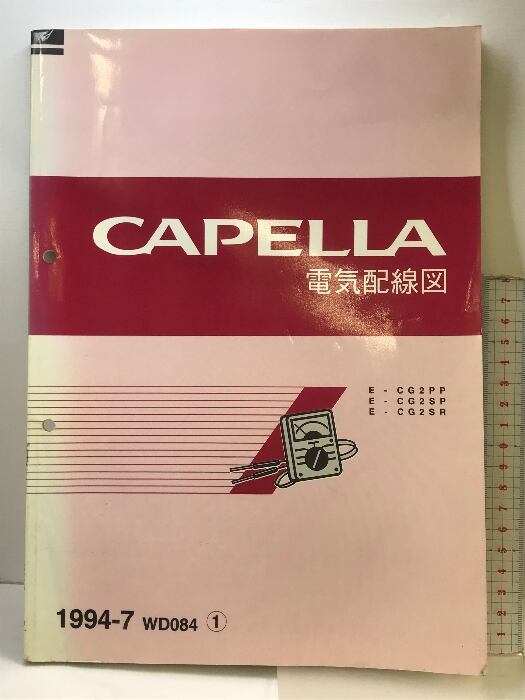 CAPELLA
電気配線図
E - CG2PP
E - CG2SP
E - CG2SR
1994-7 WD084 ①